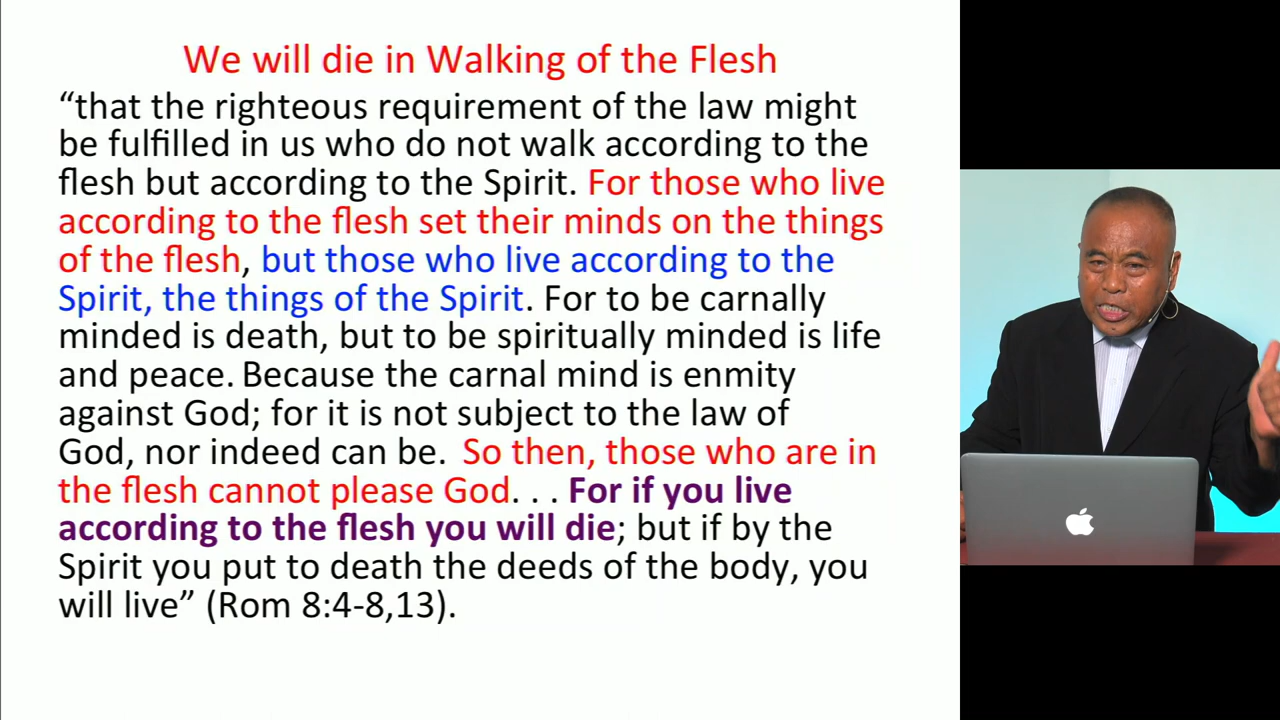 We will die in Walking of the Flesh
“that the righteous requirement of the law might
be fulfilled in us who do not walk according to the
flesh but according to the Spirit. For those who live
according to the flesh set their minds on the things
of the flesh, but those who live according to the
Spirit, the things of the Spirit. For to be carnally
minded is death, but to be spiritually minded is life
and peace. Because the carnal mind is enmity
against God; for it is not subject to the law of
God, nor indeed can be. So then, those who are in
the flesh cannot please God. . . For if you live
according to the flesh you will die; but if by the
Spirit you put to death the deeds of the body, you
will live” (Rom 8:4-8,13).